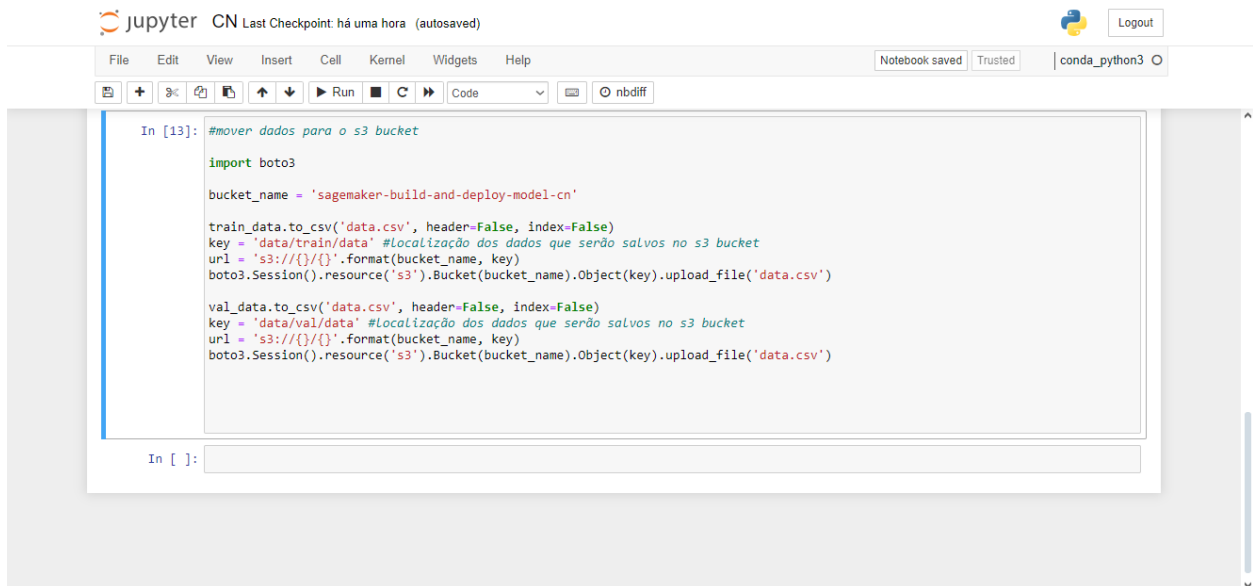 jupyter CN Last Checkpoint: há uma hora (autosaved)
Logout
File Edit View Insert Cell Kernel Widgets Help
Notebook saved Trusted conda_python3
Run Code nbdiff
In [13]: #mover dados para o s3 bucket
import boto3
bucket_name = 'sagemaker-build-and-deploy-model-cn'
train_data.to_csv('data.csv', header=False, index=False)
key = 'data/train/data' #localização dos dados que serão salvos no s3 bucket
url = 's3://{}/{}'.format(bucket_name, key)
boto3.Session().resource('s3').Bucket(bucket_name).Object(key).upload_file('data.csv')
val_data.to_csv('data.csv', header=False, index=False)
key = 'data/val/data' #localização dos dados que serão salvos no s3 bucket
url = 's3://{}/{}'.format(bucket_name, key)
boto3.Session().resource('s3').Bucket(bucket_name).Object(key).upload_file('data.csv')
In [ ]: